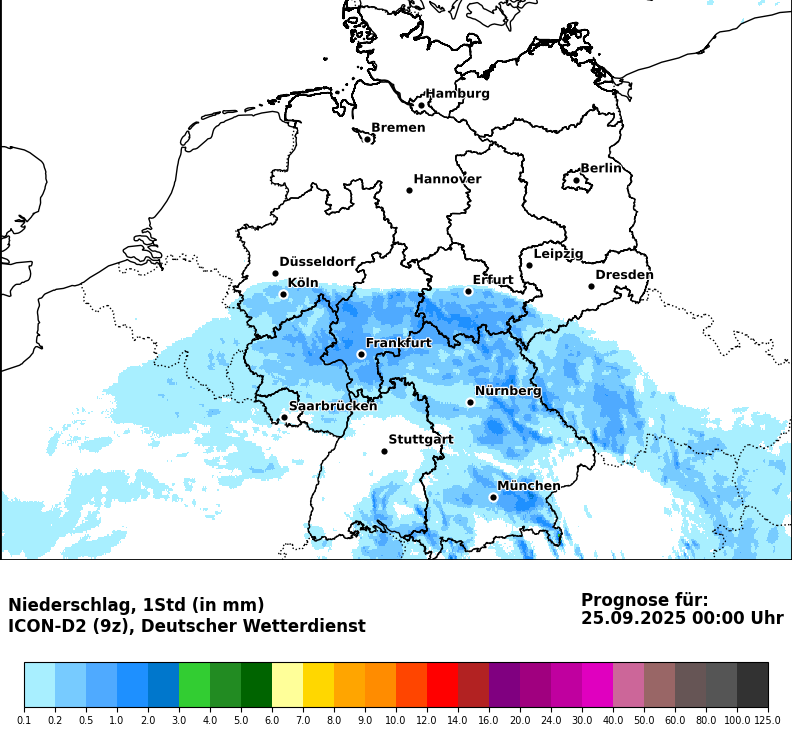 Hamburg
Bremen
Berlin
Hannover
Leipzig
Düsseldorf
Dresden
Köln
Erfurt
Frankfurt
Nürnberg
Saarbrücken
Stuttgart
München
Niederschlag, 1Std (in mm)
ICON-D2 (9z), Deutscher Wetterdienst
Prognose für:
25.09.2025 00:00 Uhr
0.1 0.2 0.5 1.0 2.0 3.0 4.0 5.0 6.0 7.0 8.0 9.0 10.0 12.0 14.0 16.0 20.0 24.0 30.0 40.0 50.0 60.0 80.0 100.0 125.0